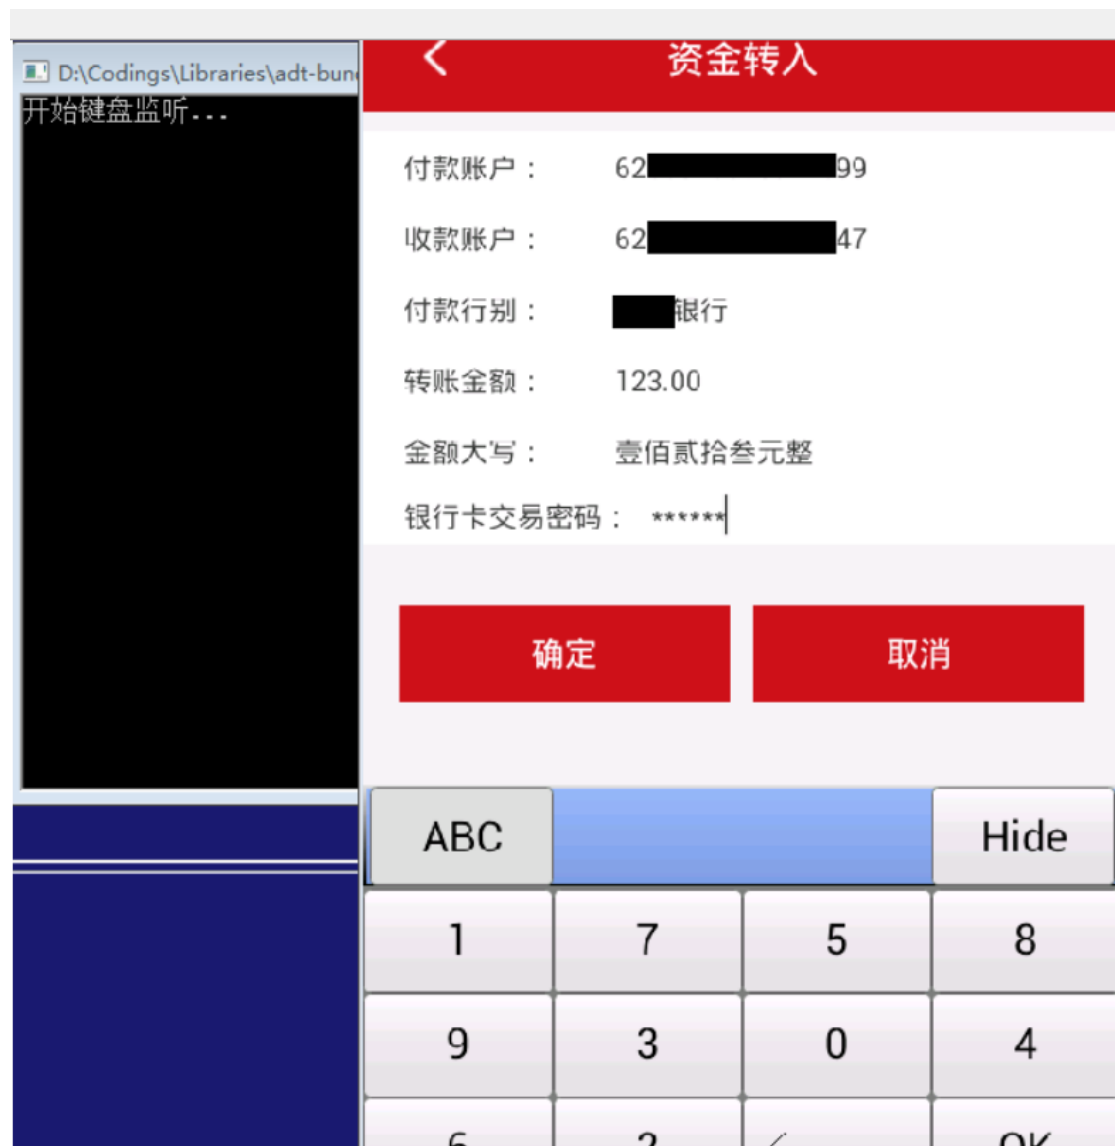 D:\Codings\Libraries\adt-bun
开始键盘监听...
资金转入
付款账户： 62 99
收款账户： 62 47
付款行别： 银行
转账金额： 123.00
金额大写： 壹佰贰拾叁元整
银行卡交易密码： ******
确定 取消
ABC Hide
1 7 5 8
9 3 0 4
6 2 OK